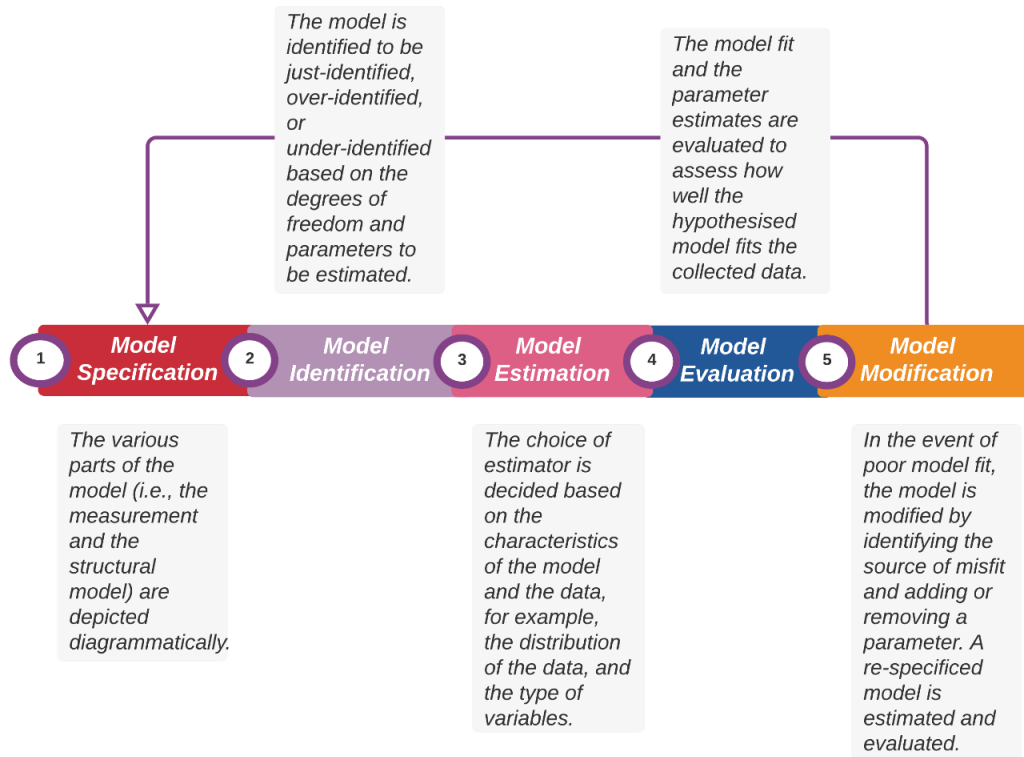 The model is
identified to be
just-identified,
over-identified,
or
under-identified
based on the
degrees of
freedom and
parameters to
be estimated.
The model fit
and the
parameter
estimates are
evaluated to
assess how
well the
hypothesised
model fits the
collected data.
1
Model
Specification
2
Model
Identification
3
Model
Estimation
4
Model
Evaluation
5
Model
Modification
The various
parts of the
model (i.e., the
measurement
and the
structural
model) are
depicted
diagrammatically.
The choice of
estimator is
decided based
on the
characteristics
of the model
and the data,
for example,
the distribution
of the data, and
the type of
variables.
In the event of
poor model fit,
the model is
modified by
identifying the
source of misfit
and adding or
removing a
parameter. A
re-specificed
model is
estimated and
evaluated.